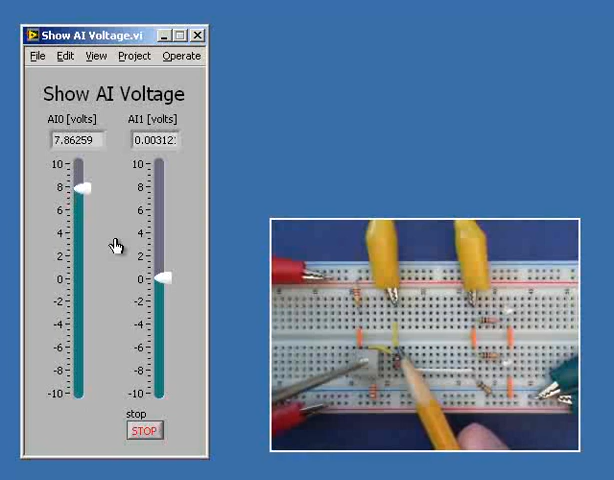 Show AI Voltage.vi
File Edit View Project Operate
Show AI Voltage
AI0 [volts] AI1 [volts]
7.86259 0.00312
10 10
8 8
6 6
4 4
2 2
0 0
-2 -2
-4 -4
-6 -6
-8 -8
-10 -10
stop
STOP